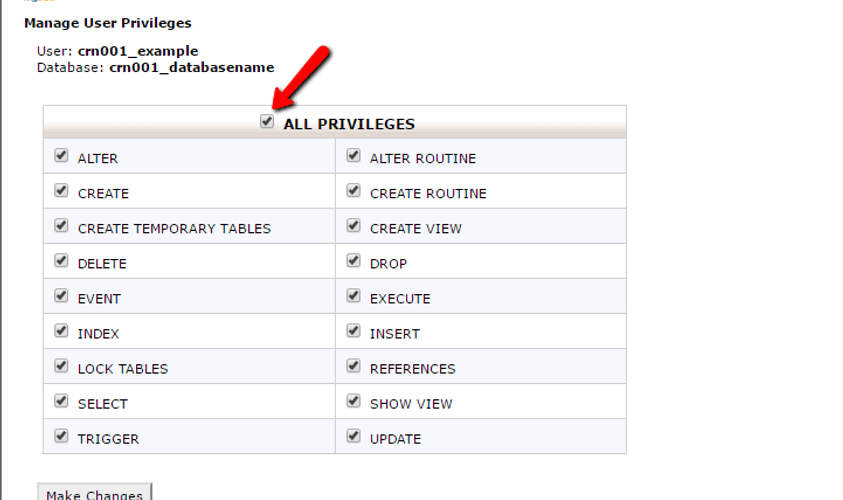 Manage User Privileges
User: crn001_example
Database: crn001_databasename
ALL PRIVILEGES
ALTER ALTER ROUTINE
CREATE CREATE ROUTINE
CREATE TEMPORARY TABLES CREATE VIEW
DELETE DROP
EVENT EXECUTE
INDEX INSERT
LOCK TABLES REFERENCES
SELECT SHOW VIEW
TRIGGER UPDATE
Make Changes